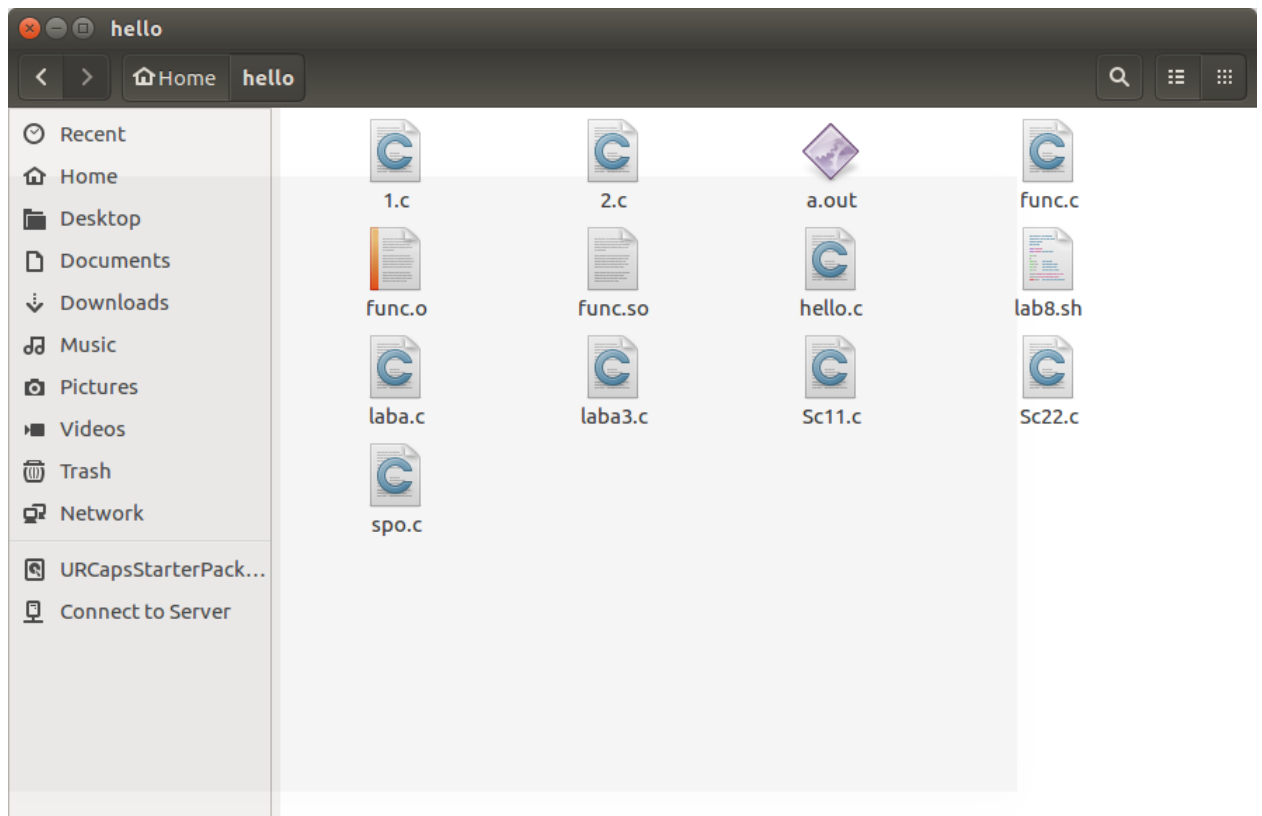 hello
Home hello
Recent
Home
Desktop
Documents
Downloads
Music
Pictures
Videos
Trash
Network
URCapsStarterPack...
Connect to Server
1.c 2.c a.out func.c
func.o func.so hello.c lab8.sh
laba.c laba3.c Sc11.c Sc22.c
spo.c